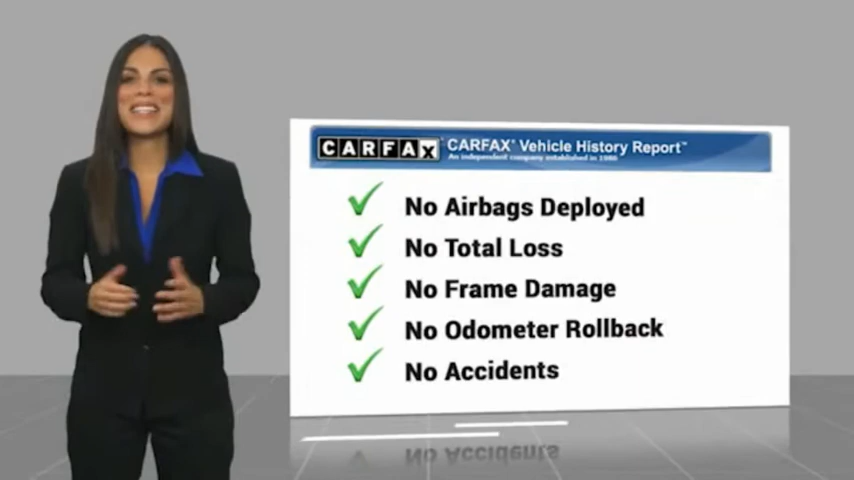 CARFAX CARFAX® Vehicle History Report™
An independent company established in 1986
No Airbags Deployed
No Total Loss
No Frame Damage
No Odometer Rollback
No Accidents
No Accidents